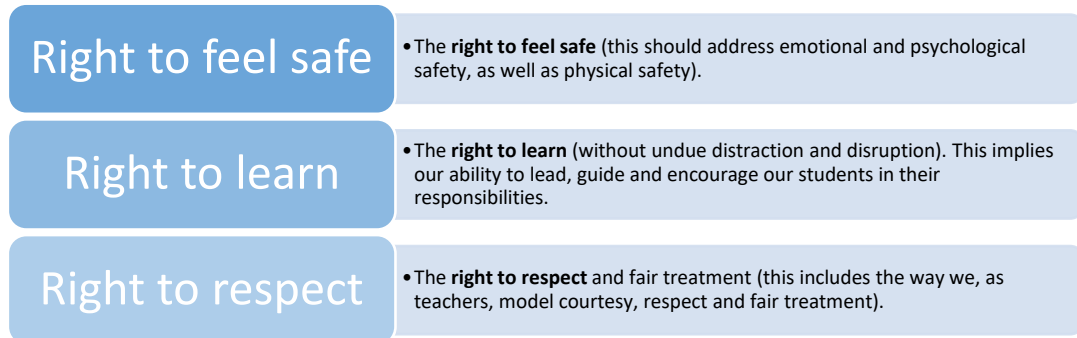 Right to feel safe
•The right to feel safe (this should address emotional and psychological
safety, as well as physical safety).
Right to learn
•The right to learn (without undue distraction and disruption). This implies
our ability to lead, guide and encourage our students in their
responsibilities.
Right to respect
•The right to respect and fair treatment (this includes the way we, as
teachers, model courtesy, respect and fair treatment).